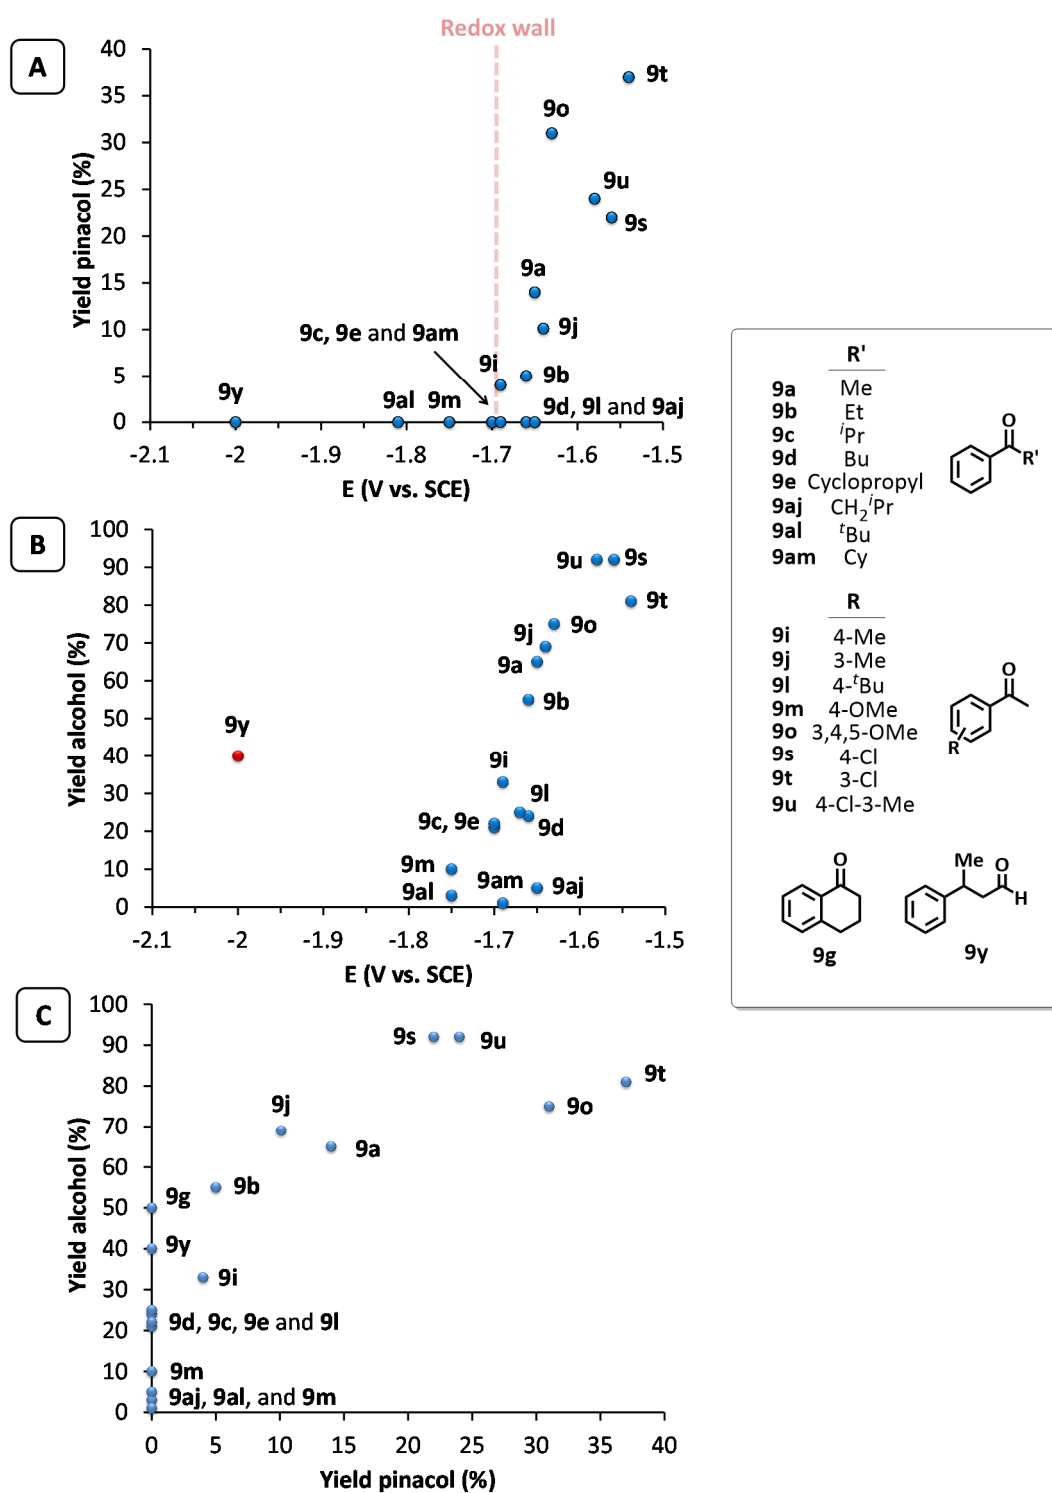 Redox wall
A
Yield pinacol (%)
40
35
30
25
20
15
10
5
0
9t
9o
9u
9s
9a
9j
9c, 9e and 9am
9i
9b
9y
9al
9m
9d, 9l and 9aj
-2.1
-2
-1.9
-1.8
-1.7
-1.6
-1.5
E (V vs. SCE)
B
Yield alcohol (%)
100
90
80
70
60
50
40
30
20
10
0
9u
9s
9t
9o
9j
9a
9b
9y
9i
9l
9c, 9e
9d
9m
9am
9aj
9al
-2.1
-2
-1.9
-1.8
-1.7
-1.6
-1.5
E (V vs. SCE)
C
Yield alcohol (%)
100
90
80
70
60
50
40
30
20
10
0
9s
9u
9t
9o
9j
9a
9g
9b
9y
9i
9d, 9c, 9e and 9l
9m
9aj, 9al, and 9m
0
5
10
15
20
25
30
35
40
Yield pinacol (%)
R'
9a Me
9b Et
9c iPr
9d Bu
9e Cyclopropyl
9aj CH2iPr
9al tBu
9am Cy
O
R'
R
9i 4-Me
9j 3-Me
9l 4-tBu
9m 4-OMe
9o 3,4,5-OMe
9s 4-Cl
9t 3-Cl
9u 4-Cl-3-Me
O
R
O
9g
Me
O
H
9y